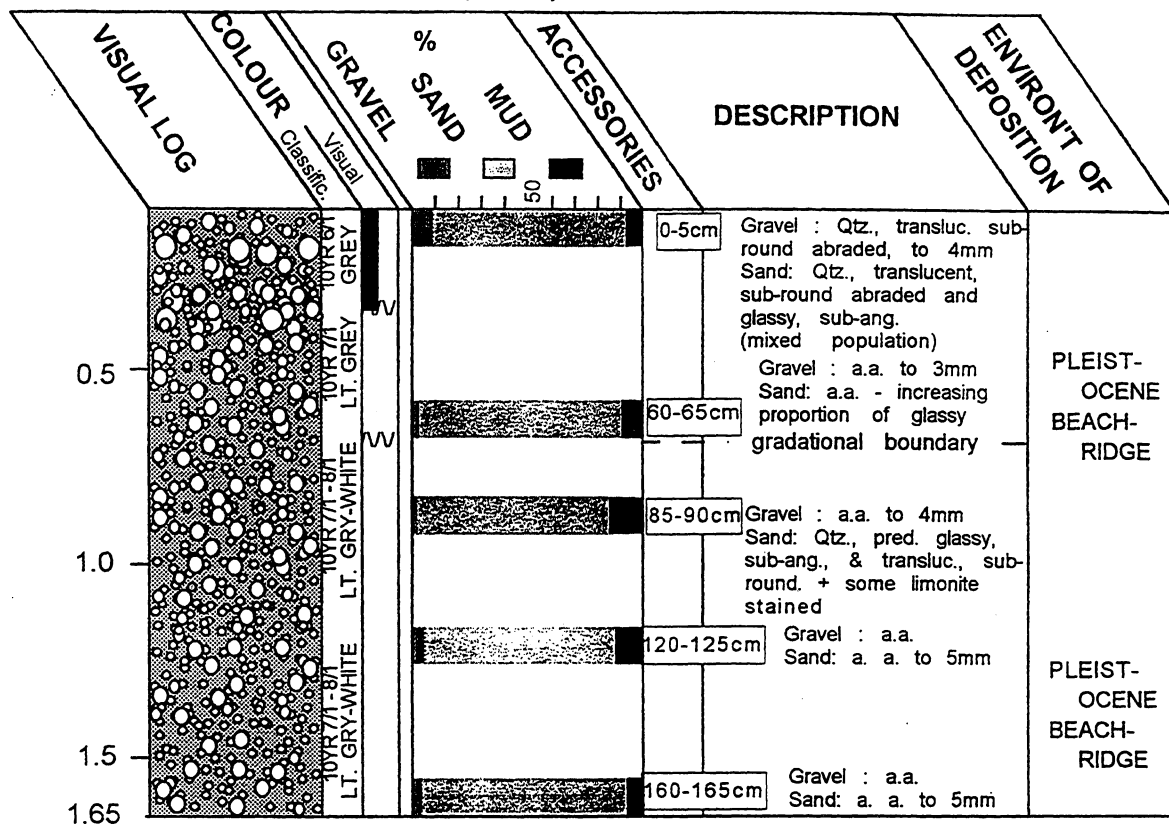 VISUAL LOG
COLOUR
Classific.
Visual
GRAVEL
%
SAND
MUD
50
ACCESSORIES
DESCRIPTION
ENVIRON'T OF
DEPOSITION
10YR 6/1
GREY
10YR 7/1
LT. GREY
10YR 7/1 -8/1
LT. GRY-WHITE
10YR 7/1 -8/1
LT. GRY-WHITE
0.5
1.0
1.5
1.65
0-5cm
Gravel : Qtz., transluc. sub-
round abraded, to 4mm
Sand: Qtz., translucent,
sub-round abraded and
glassy, sub-ang.
(mixed population)
Gravel : a.a. to 3mm
Sand: a.a. - increasing
60-65cm
proportion of glassy
gradational boundary
85-90cm
Gravel : a.a. to 4mm
Sand: Qtz., pred. glassy,
sub-ang., & transluc., sub-
round. + some limonite
stained
120-125cm
Gravel : a.a.
Sand: a. a. to 5mm
160-165cm
Gravel : a.a.
Sand: a. a. to 5mm
PLEIST-
OCENE
BEACH-
RIDGE
PLEIST-
OCENE
BEACH-
RIDGE